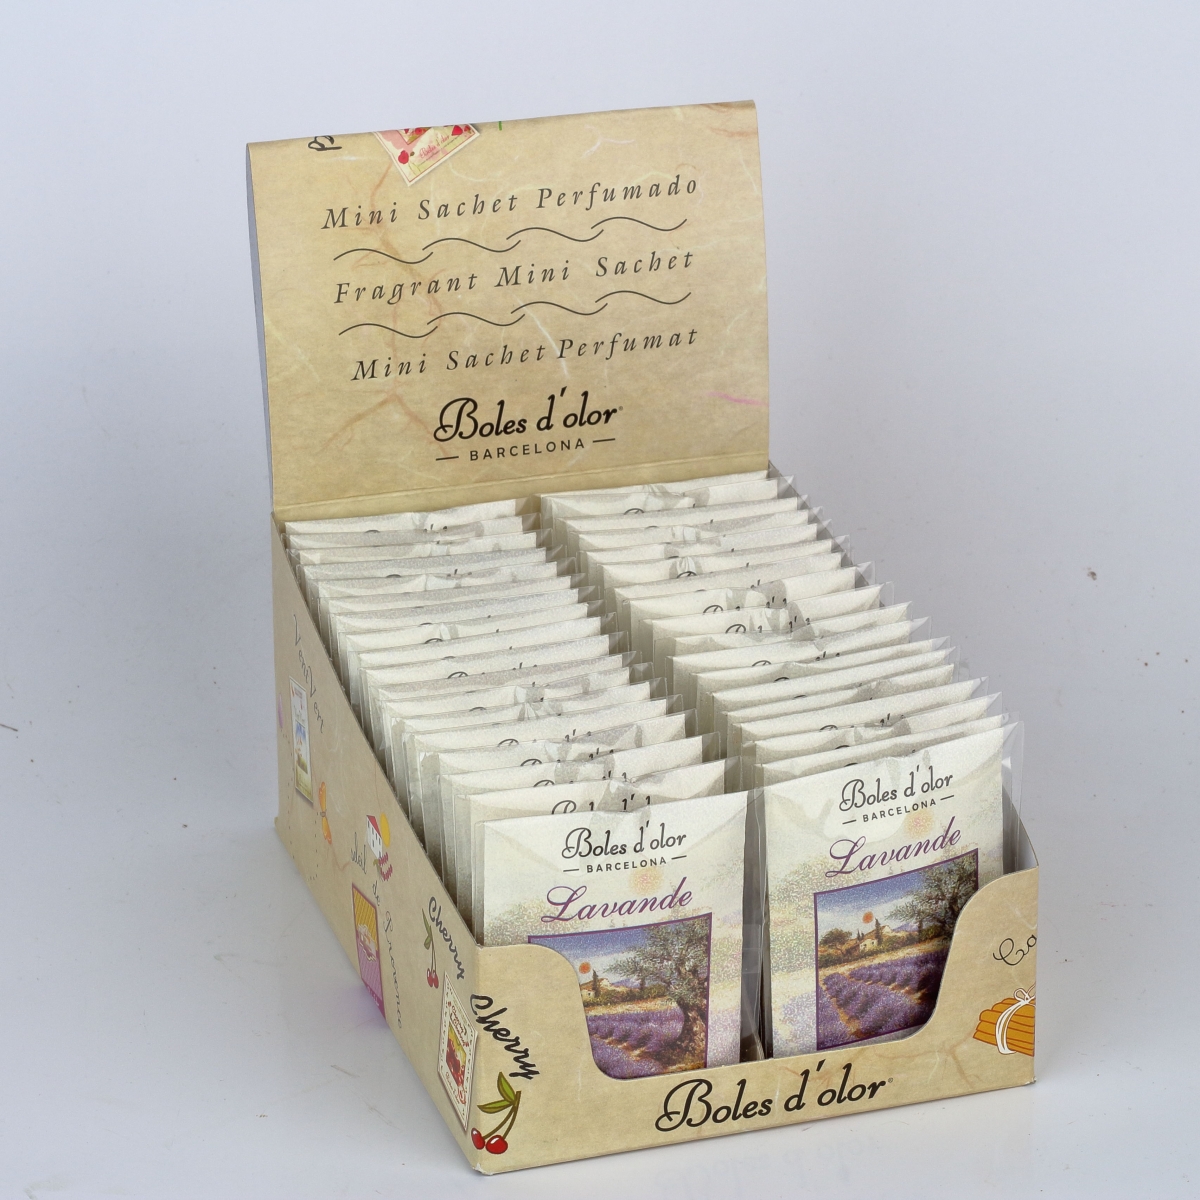 Mini Sachet Perfumado
Fragrant Mini Sachet
Mini Sachet Perfumat
Boles d'olor
BARCELONA
Boles d'olor
BARCELONA
Lavande
Boles d'olor
BARCELONA
Lavande
Cherry
Cherry
Boles d'olor